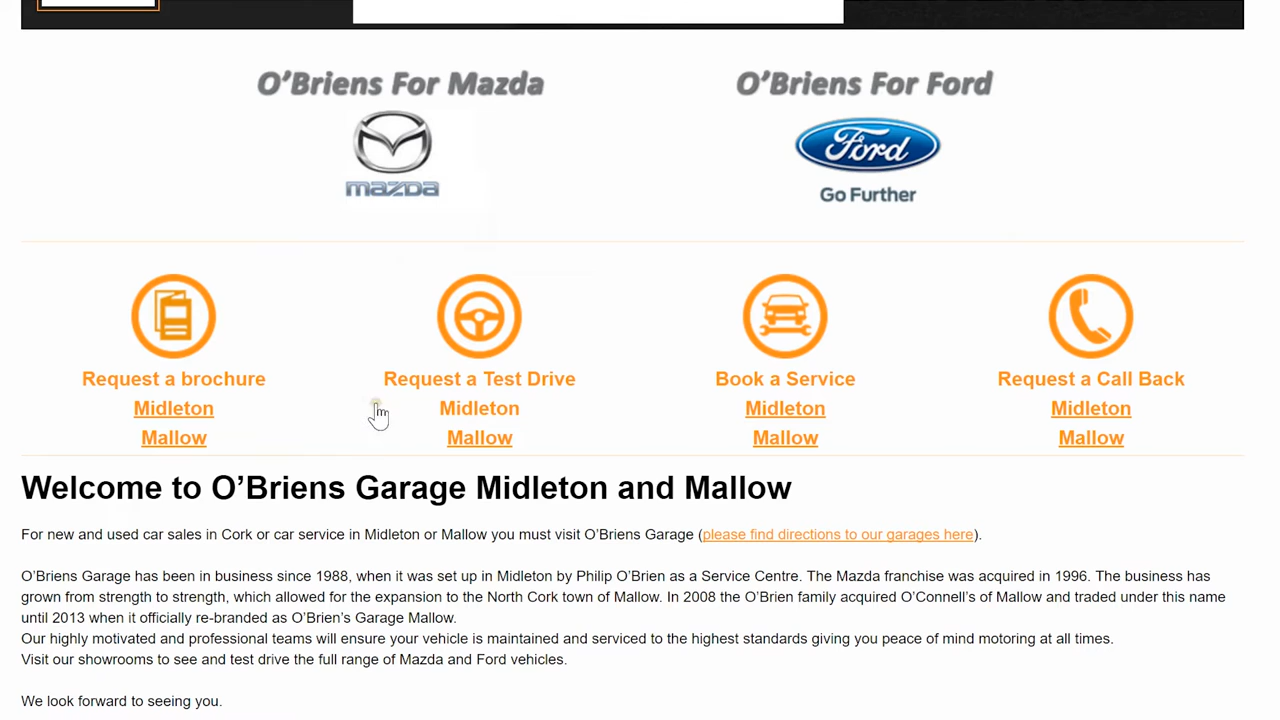 O'Briens For Mazda
O'Briens For Ford
mazda
Ford
Go Further
Request a brochure
Midleton
Mallow
Request a Test Drive
Midleton
Mallow
Book a Service
Midleton
Mallow
Request a Call Back
Midleton
Mallow
Welcome to O'Briens Garage Midleton and Mallow
For new and used car sales in Cork or car service in Midleton or Mallow you must visit O'Briens Garage (please find directions to our garages here).
O'Briens Garage has been in business since 1988, when it was set up in Midleton by Philip O'Brien as a Service Centre. The Mazda franchise was acquired in 1996. The business has
grown from strength to strength, which allowed for the expansion to the North Cork town of Mallow. In 2008 the O'Brien family acquired O'Connell's of Mallow and traded under this name
until 2013 when it officially re-branded as O'Brien's Garage Mallow.
Our highly motivated and professional teams will ensure your vehicle is maintained and serviced to the highest standards giving you peace of mind motoring at all times.
Visit our showrooms to see and test drive the full range of Mazda and Ford vehicles.
We look forward to seeing you.